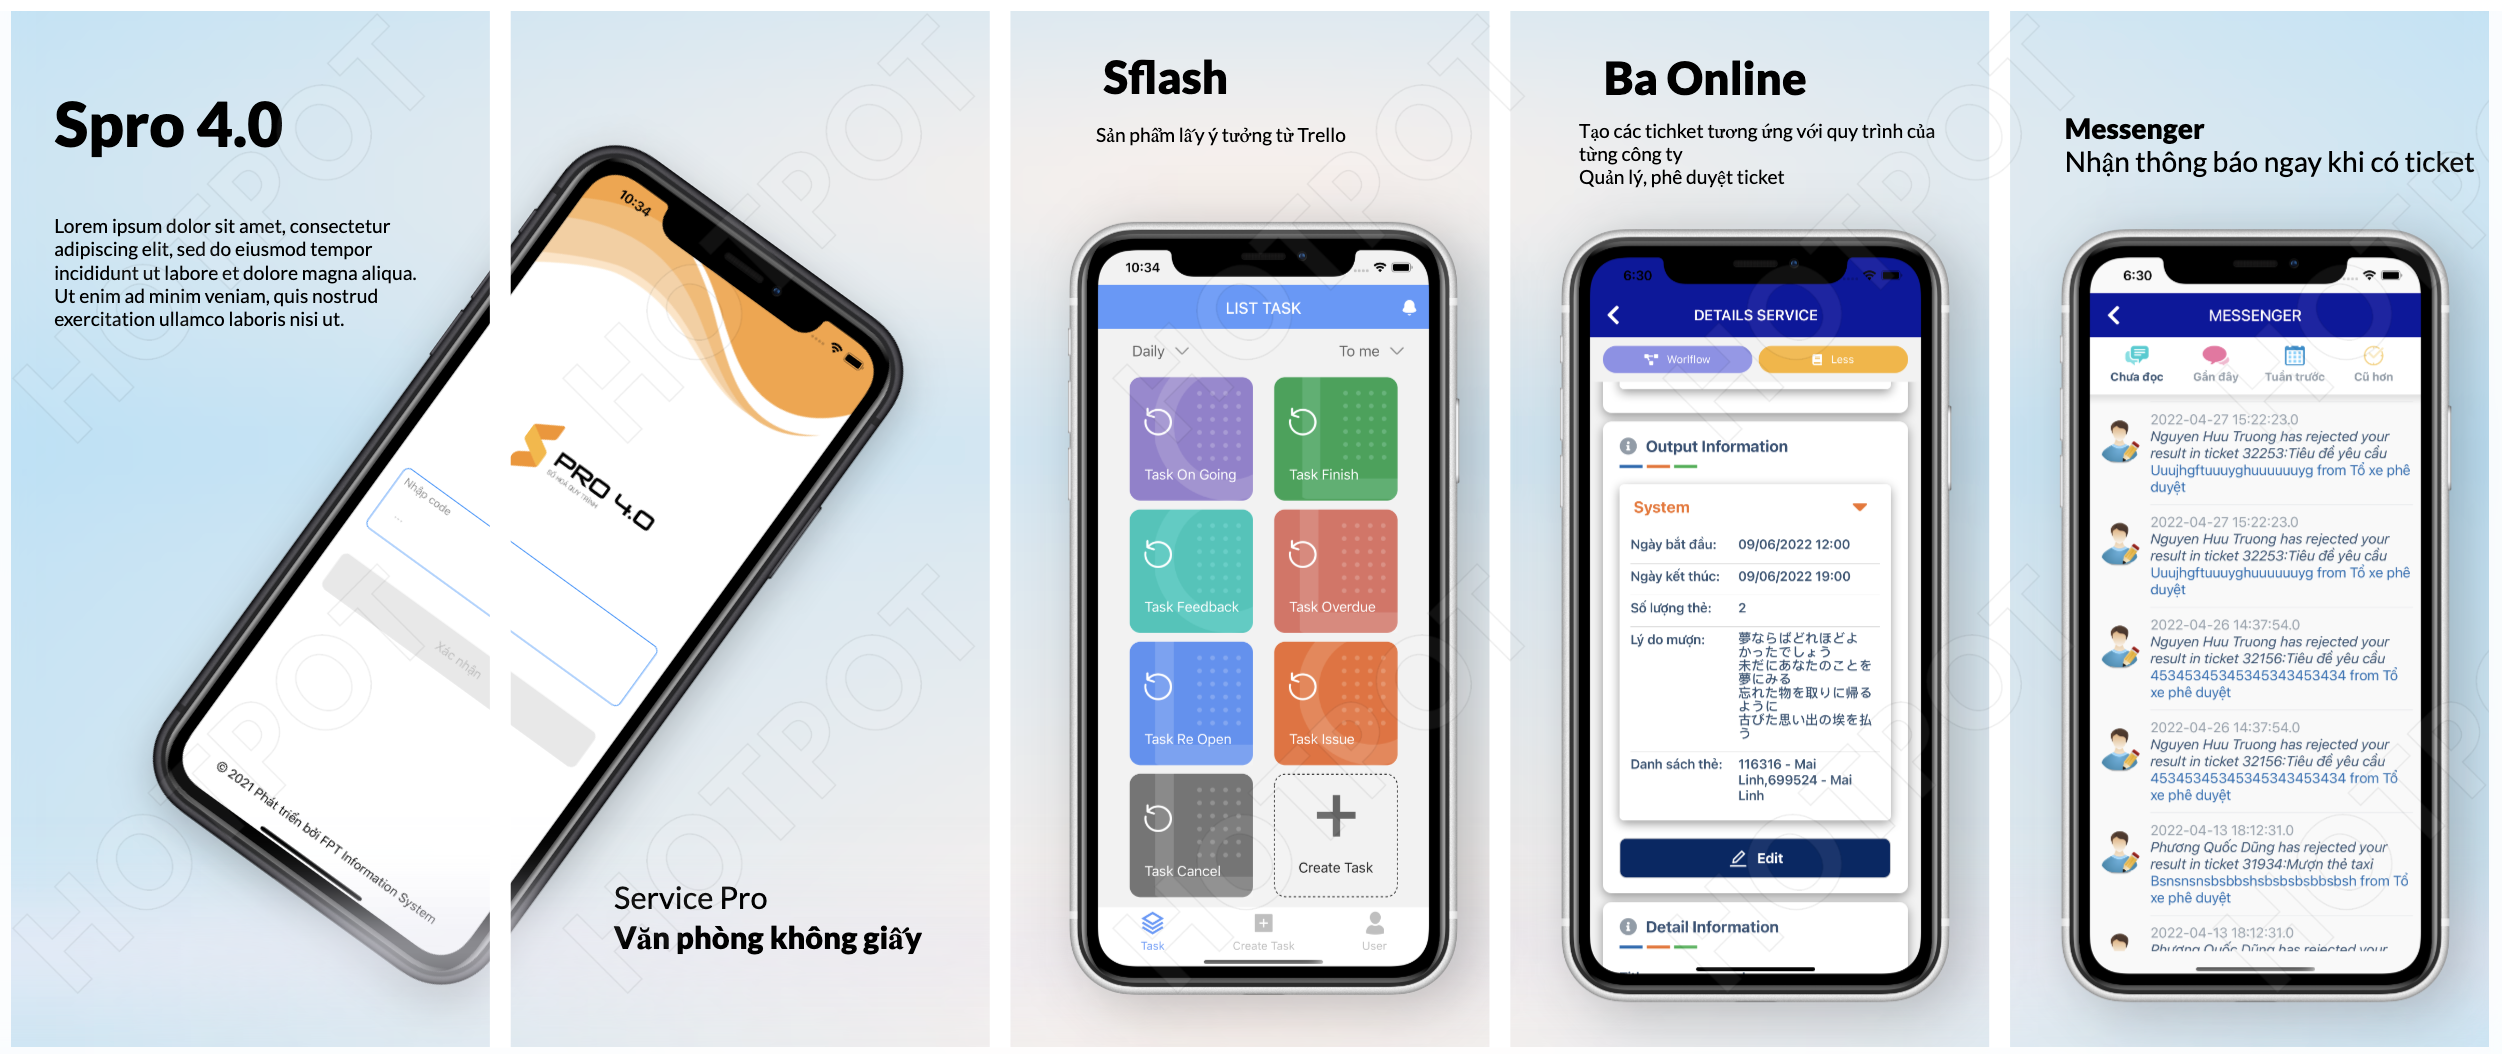 Spro 4.0
Lorem ipsum dolor sit amet, consectetur
adipiscing elit, sed do eiusmod tempor
incididunt ut labore et dolore magna aliqua.
Ut enim ad minim veniam, quis nostrud
exercitation ullamco laboris nisi ut.
10:34
PRO 4.0
SỐ HOÁ QUY TRÌNH
Nhập code
...
Xác nhận
© 2021 Phát triển bởi FPT Information System
Service Pro
Văn phòng không giấy
Sflash
Sản phẩm lấy ý tưởng từ Trello
10:34
LIST TASK
Daily
To me
Task On Going
Task Finish
Task Feedback
Task Overdue
Task Re Open
Task Issue
Task Cancel
Create Task
Task
Create Task
User
Ba Online
Tạo các tichket tương ứng với quy trình của
từng công ty
Quản lý, phê duyệt ticket
6:30
DETAILS SERVICE
Worlflow
Less
Output Information
System
Ngày bắt đầu: 09/06/2022 12:00
Ngày kết thúc: 09/06/2022 19:00
Số lượng thẻ: 2
Lý do mượn: 夢ならばどれほどよ
かったでしょう
未だにあなたのことを
夢にみる
忘れた物を取りに帰る
ように
古びた思い出の埃を払
う
Danh sách thẻ: 116316 - Mai
Linh,699524 - Mai
Linh
Edit
Detail Information
Messenger
Nhận thông báo ngay khi có ticket
6:30
MESSENGER
Chưa đọc
Gần đây
Tuần trước
Cũ hơn
2022-04-27 15:22:23.0
Nguyen Huu Truong has rejected your
result in ticket 32253:Tiêu đề yêu cầu
Uuujhgftuuuyghuuuuuuyg from Tổ xe phê
duyệt
2022-04-27 15:22:23.0
Nguyen Huu Truong has rejected your
result in ticket 32253:Tiêu đề yêu cầu
Uuujhgftuuuyghuuuuuuyg from Tổ xe phê
duyệt
2022-04-26 14:37:54.0
Nguyen Huu Truong has rejected your
result in ticket 32156:Tiêu đề yêu cầu
45345345345345343453434 from Tổ
xe phê duyệt
2022-04-26 14:37:54.0
Nguyen Huu Truong has rejected your
result in ticket 32156:Tiêu đề yêu cầu
45345345345345343453434 from Tổ
xe phê duyệt
2022-04-13 18:12:31.0
Phương Quốc Dũng has rejected your
result in ticket 31934:Mượn thẻ taxi
Bsnsnsnsbsbbshsbsbsbsbbsbsh from Tổ
xe phê duyệt
2022-04-13 18:12:31.0
Phương Quốc Dũng has rejected your
HOTPOT